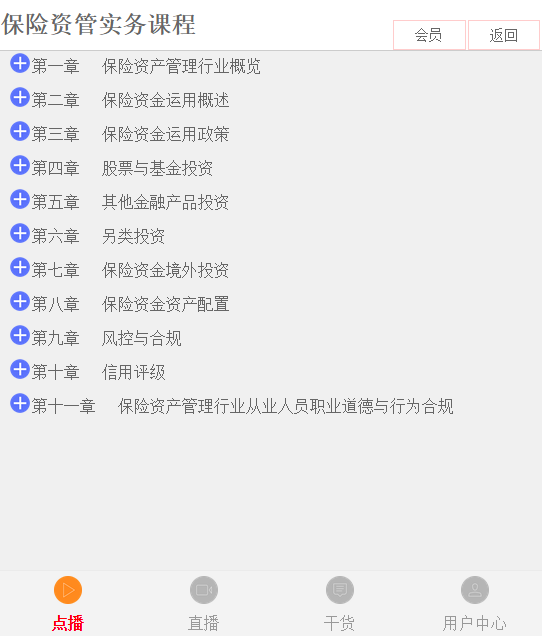 保险资管实务课程
会员 返回
第一章 保险资产管理行业概览
第二章 保险资金运用概述
第三章 保险资金运用政策
第四章 股票与基金投资
第五章 其他金融产品投资
第六章 另类投资
第七章 保险资金境外投资
第八章 保险资金资产配置
第九章 风控与合规
第十章 信用评级
第十一章 保险资产管理行业从业人员职业道德与行为合规
点播 直播 干货 用户中心